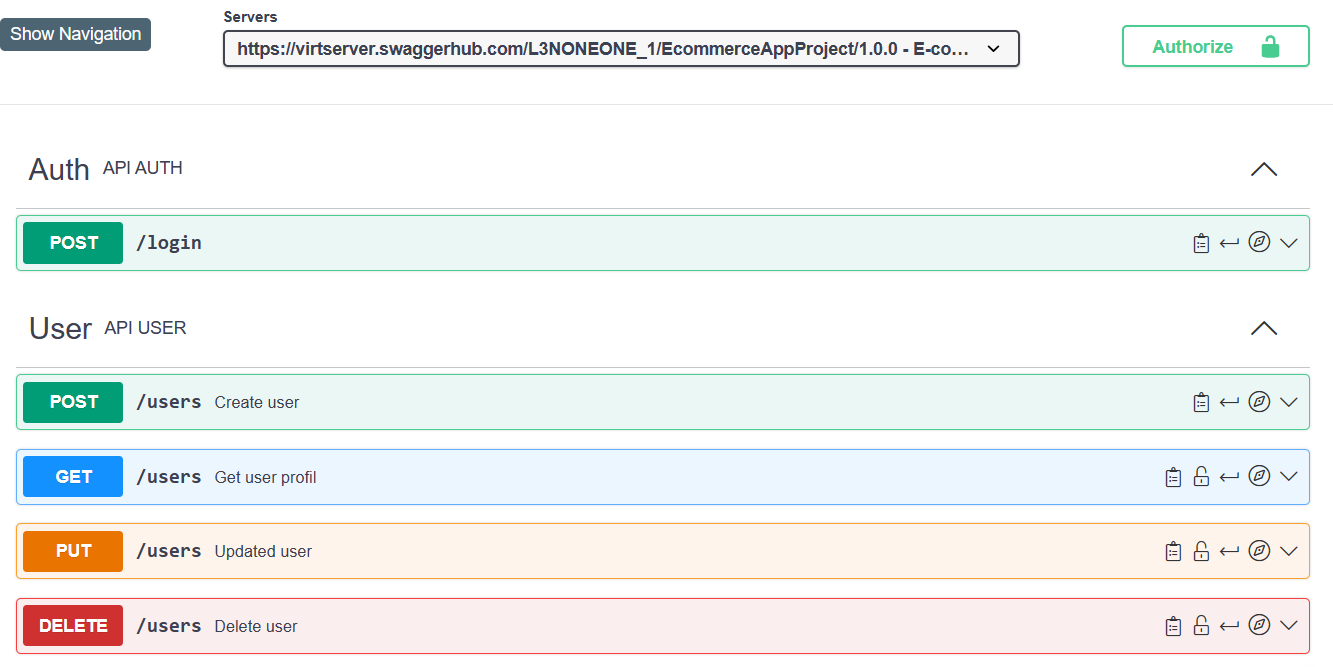 Show Navigation
Servers
https://virtserver.swaggerhub.com/L3NONEONE_1/EcommerceAppProject/1.0.0 - E-co...
Authorize
Auth API AUTH
POST /login
User API USER
POST /users Create user
GET /users Get user profil
PUT /users Updated user
DELETE /users Delete user